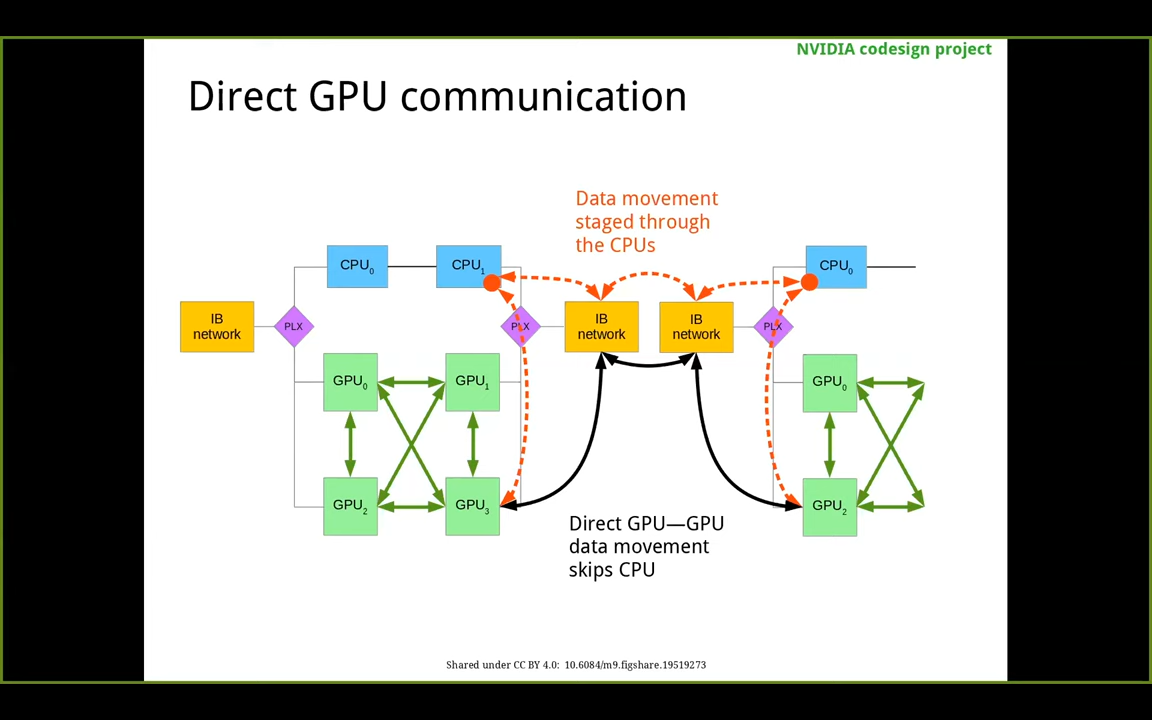 NVIDIA codesign project
Direct GPU communication
Data movement
staged through
the CPUs
CPU0
CPU1
CPU0
IB
network
PLX
PLX
IB
network
IB
network
PLX
GPU0
GPU1
GPU0
GPU2
GPU3
GPU2
Direct GPU—GPU
data movement
skips CPU
Shared under CC BY 4.0: 10.6084/m9.figshare.19519273